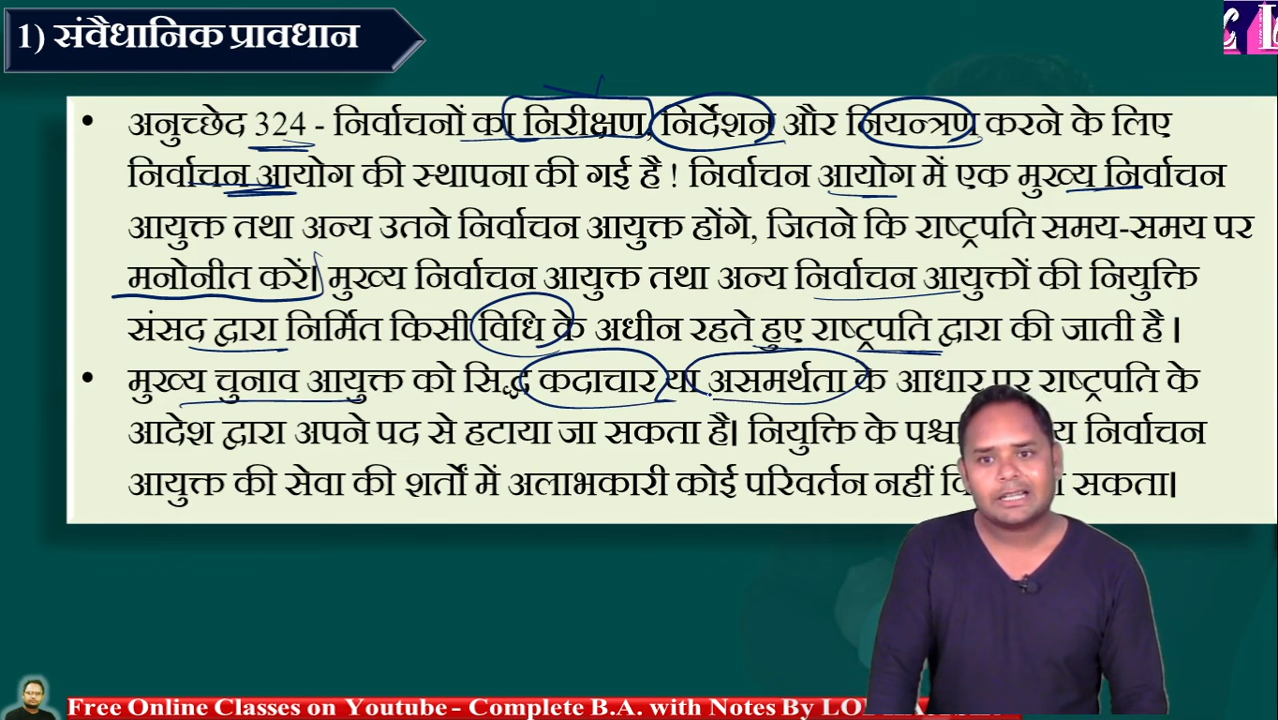 1) संवैधानिक प्रावधान
• अनुच्छेद 324 - निर्वाचनों का निरीक्षण, निर्देशन और नियन्त्रण करने के लिए
निर्वाचन आयोग की स्थापना की गई है ! निर्वाचन आयोग में एक मुख्य निर्वाचन
आयुक्त तथा अन्य उतने निर्वाचन आयुक्त होंगे, जितने कि राष्ट्रपति समय-समय पर
मनोनीत करें। मुख्य निर्वाचन आयुक्त तथा अन्य निर्वाचन आयुक्तों की नियुक्ति
संसद द्वारा निर्मित किसी विधि के अधीन रहते हुए राष्ट्रपति द्वारा की जाती है ।
• मुख्य चुनाव आयुक्त को सिद्ध कदाचार या असमर्थता के आधार पर राष्ट्रपति के
आदेश द्वारा अपने पद से हटाया जा सकता है। नियुक्ति के निर्वाचन
आयुक्त की सेवा की शर्तों में अलाभकारी कोई परिवर्तन नहीं सकता।
Free Online Classes on Youtube - Complete B.A. with Notes By